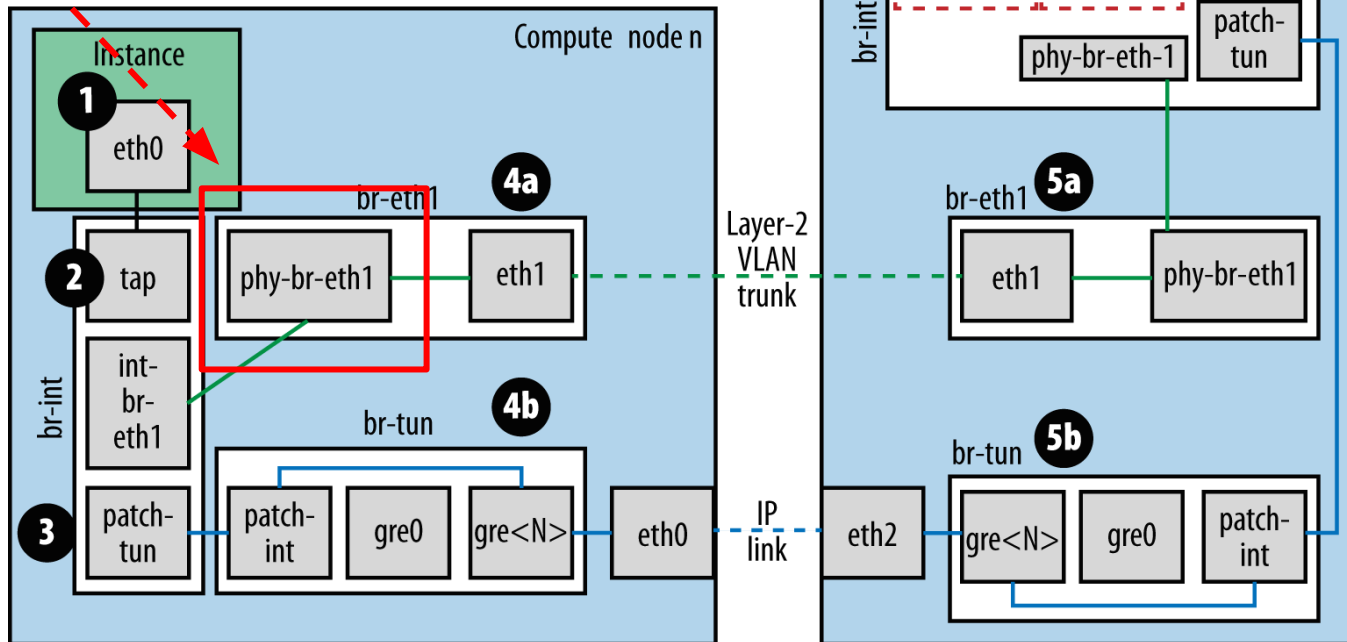 Compute node n
Instance
1
eth0
br-eth1
4a
2
tap
phy-br-eth1
eth1
int-
br-
eth1
br-int
br-tun
4b
3
patch-
tun
patch-
int
gre0
gre<N>
eth0
Layer-2
VLAN
trunk
IP
link
br-int
phy-br-eth-1
patch-
tun
5a
br-eth1
eth1
phy-br-eth1
5b
br-tun
eth2
gre<N>
gre0
patch-
int